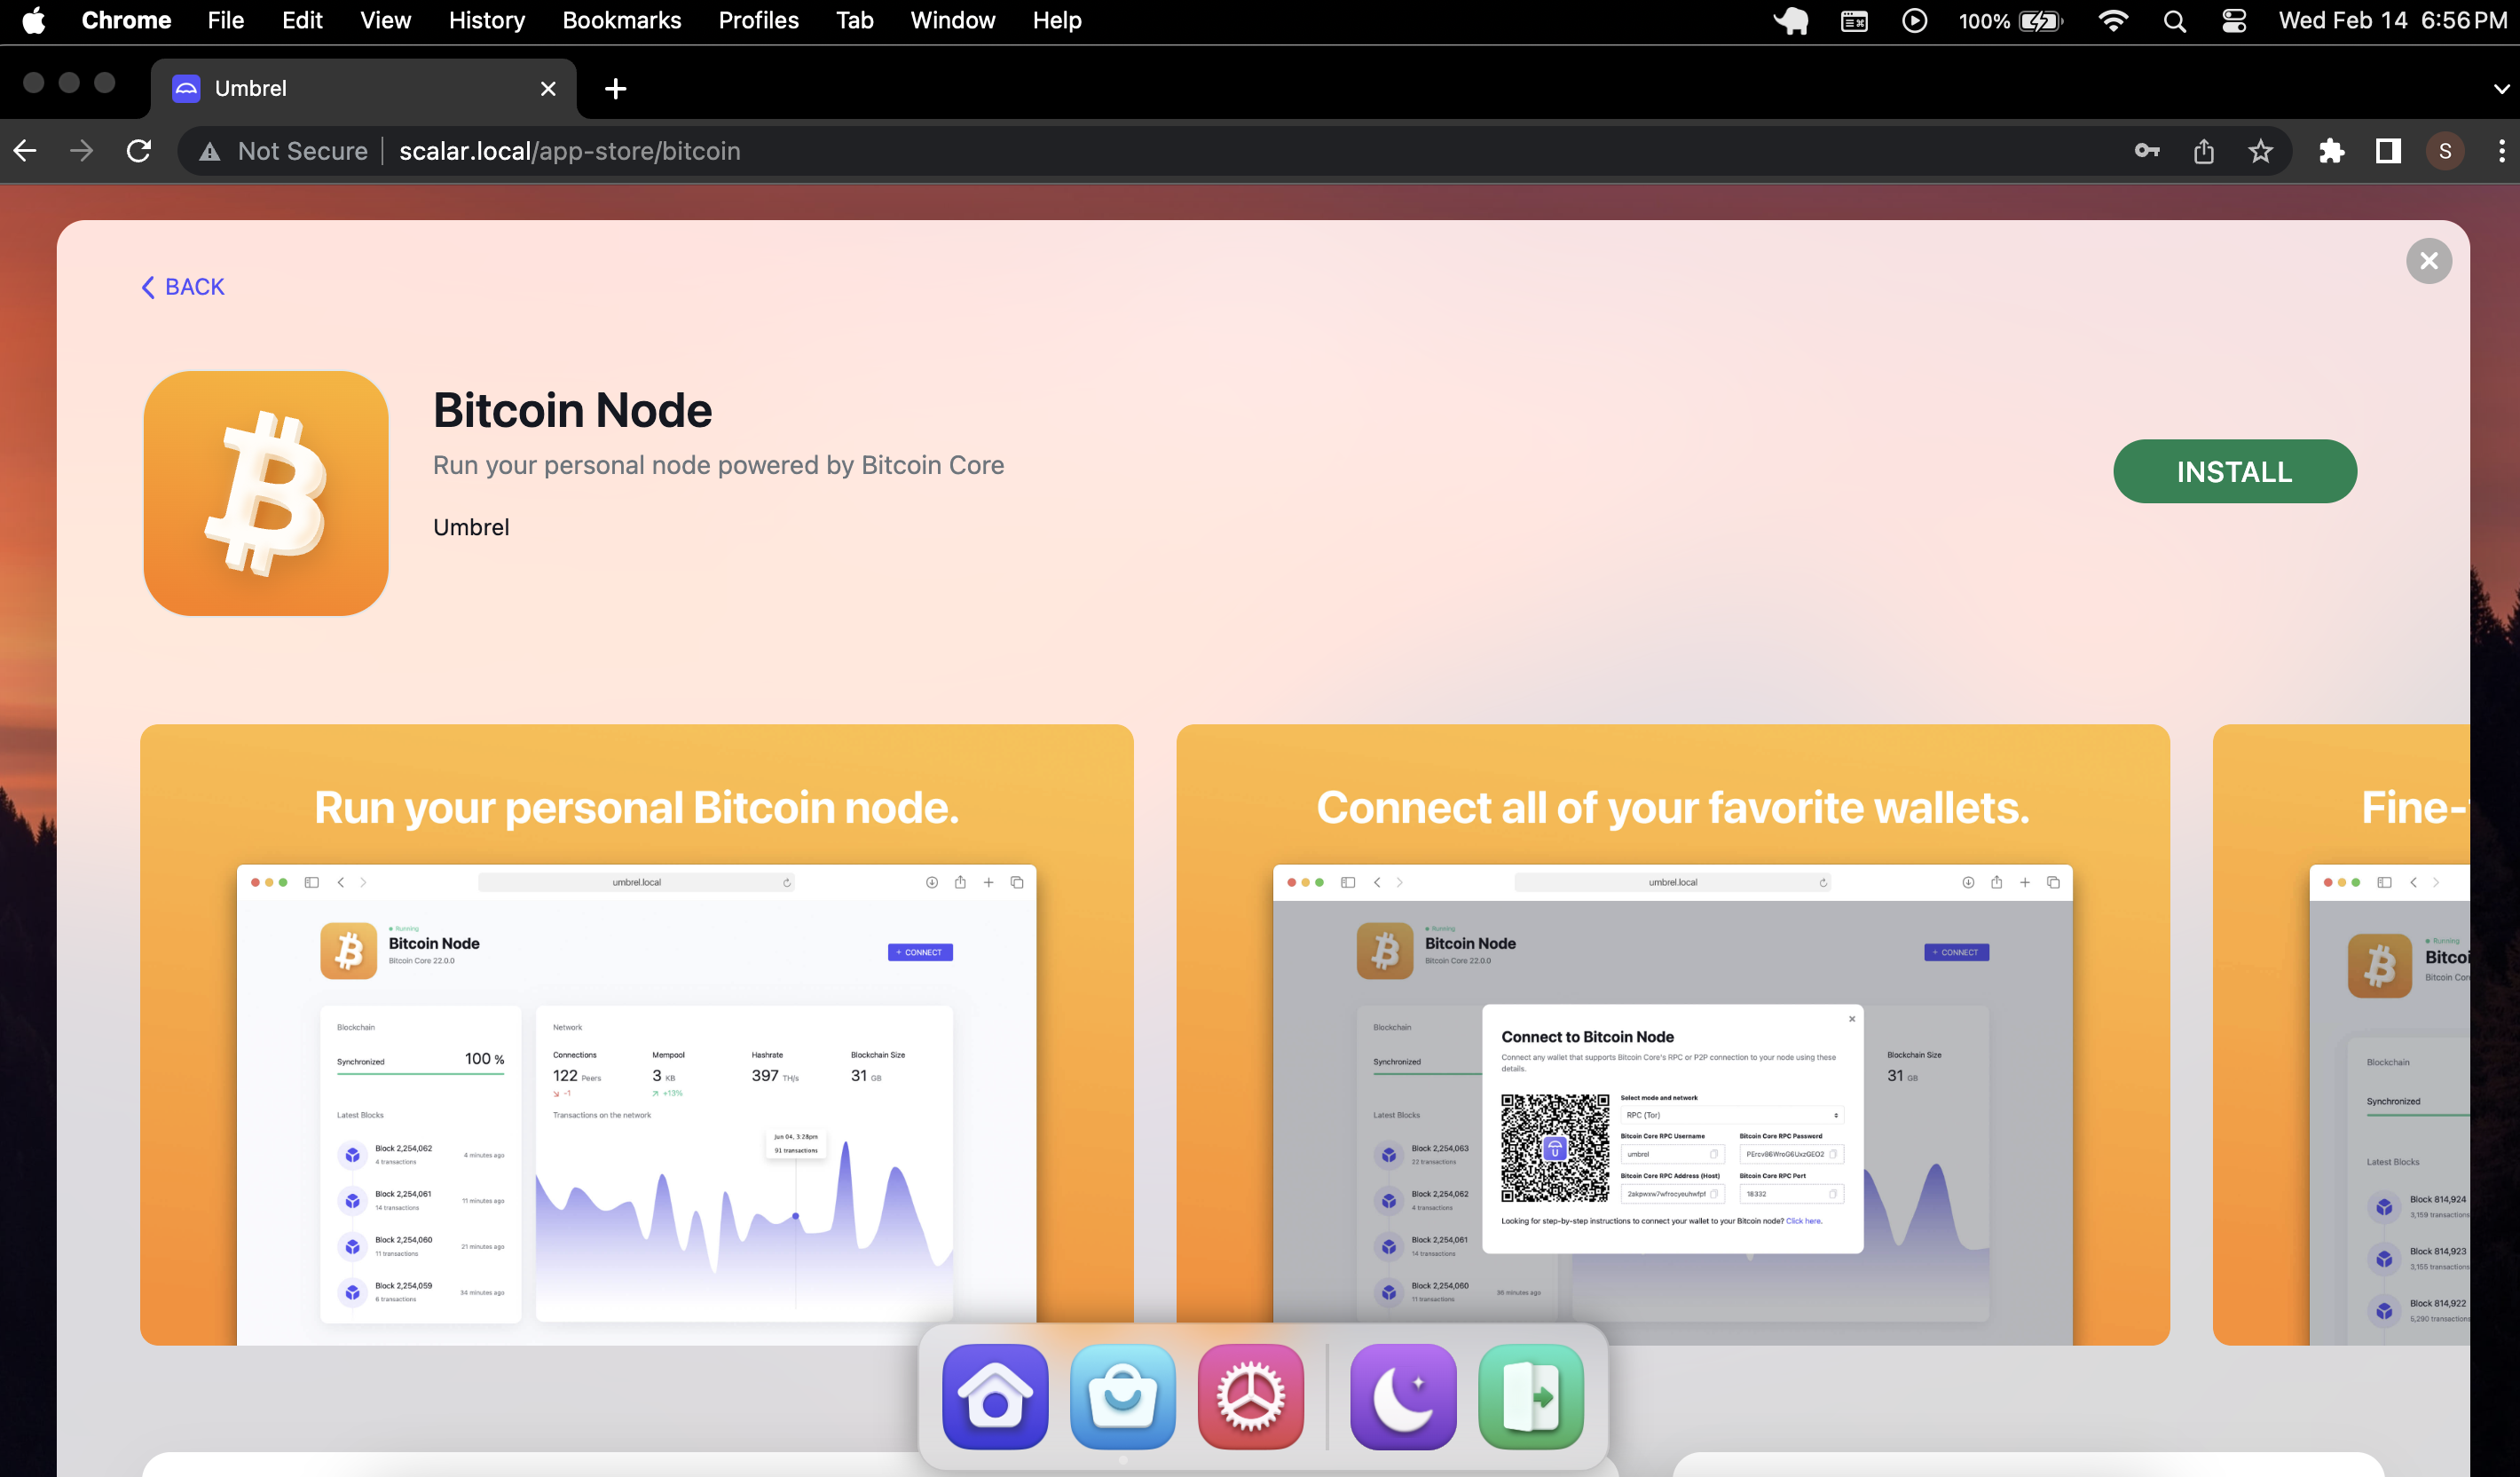 Chrome File Edit View History Bookmarks Profiles Tab Window Help 100% Wed Feb 14 6:56 PM
Umbrel
Not Secure scalar.local/app-store/bitcoin S
BACK
Bitcoin Node
Run your personal node powered by Bitcoin Core
Umbrel
INSTALL
Run your personal Bitcoin node.
umbrel.local
Running
Bitcoin Node
Bitcoin Core 22.0.0
+ CONNECT
Blockchain
Synchronized 100 %
Latest Blocks
Block 2,254,062
4 transactions
4 minutes ago
Block 2,254,061
14 transactions
11 minutes ago
Block 2,254,060
11 transactions
21 minutes ago
Block 2,254,059
6 transactions
34 minutes ago
Network
Connections Mempool Hashrate Blockchain Size
122 Peers 3 KB 397 TH/s 31 GB
-1 +13%
Transactions on the network
Jun 04, 3:28pm
91 transactions
Connect all of your favorite wallets.
umbrel.local
Running
Bitcoin Node
Bitcoin Core 22.0.0
+ CONNECT
Blockchain
Synchronized
Latest Blocks
Block 2,254,063
22 transactions
Block 2,254,062
4 transactions
Block 2,254,061
14 transactions
Block 2,254,060
11 transactions
36 minutes ago
Blockchain Size
31 GB
Connect to Bitcoin Node
Connect any wallet that supports Bitcoin Core's RPC or P2P connection to your node using these
details.
Select mode and network
RPC (Tor)
Bitcoin Core RPC Username Bitcoin Core RPC Password
umbrel
Bitcoin Core RPC Address (Host) Bitcoin Core RPC Port
18332
Looking for step-by-step instructions to connect your wallet to your Bitcoin node? Click here.
Fine-
Running
Bitcoi
Bitcoin Cor
Blockchain
Synchronized
Latest Blocks
Block 814,924
3,159 transactions
Block 814,923
3,155 transactions
Block 814,922
5,290 transactions